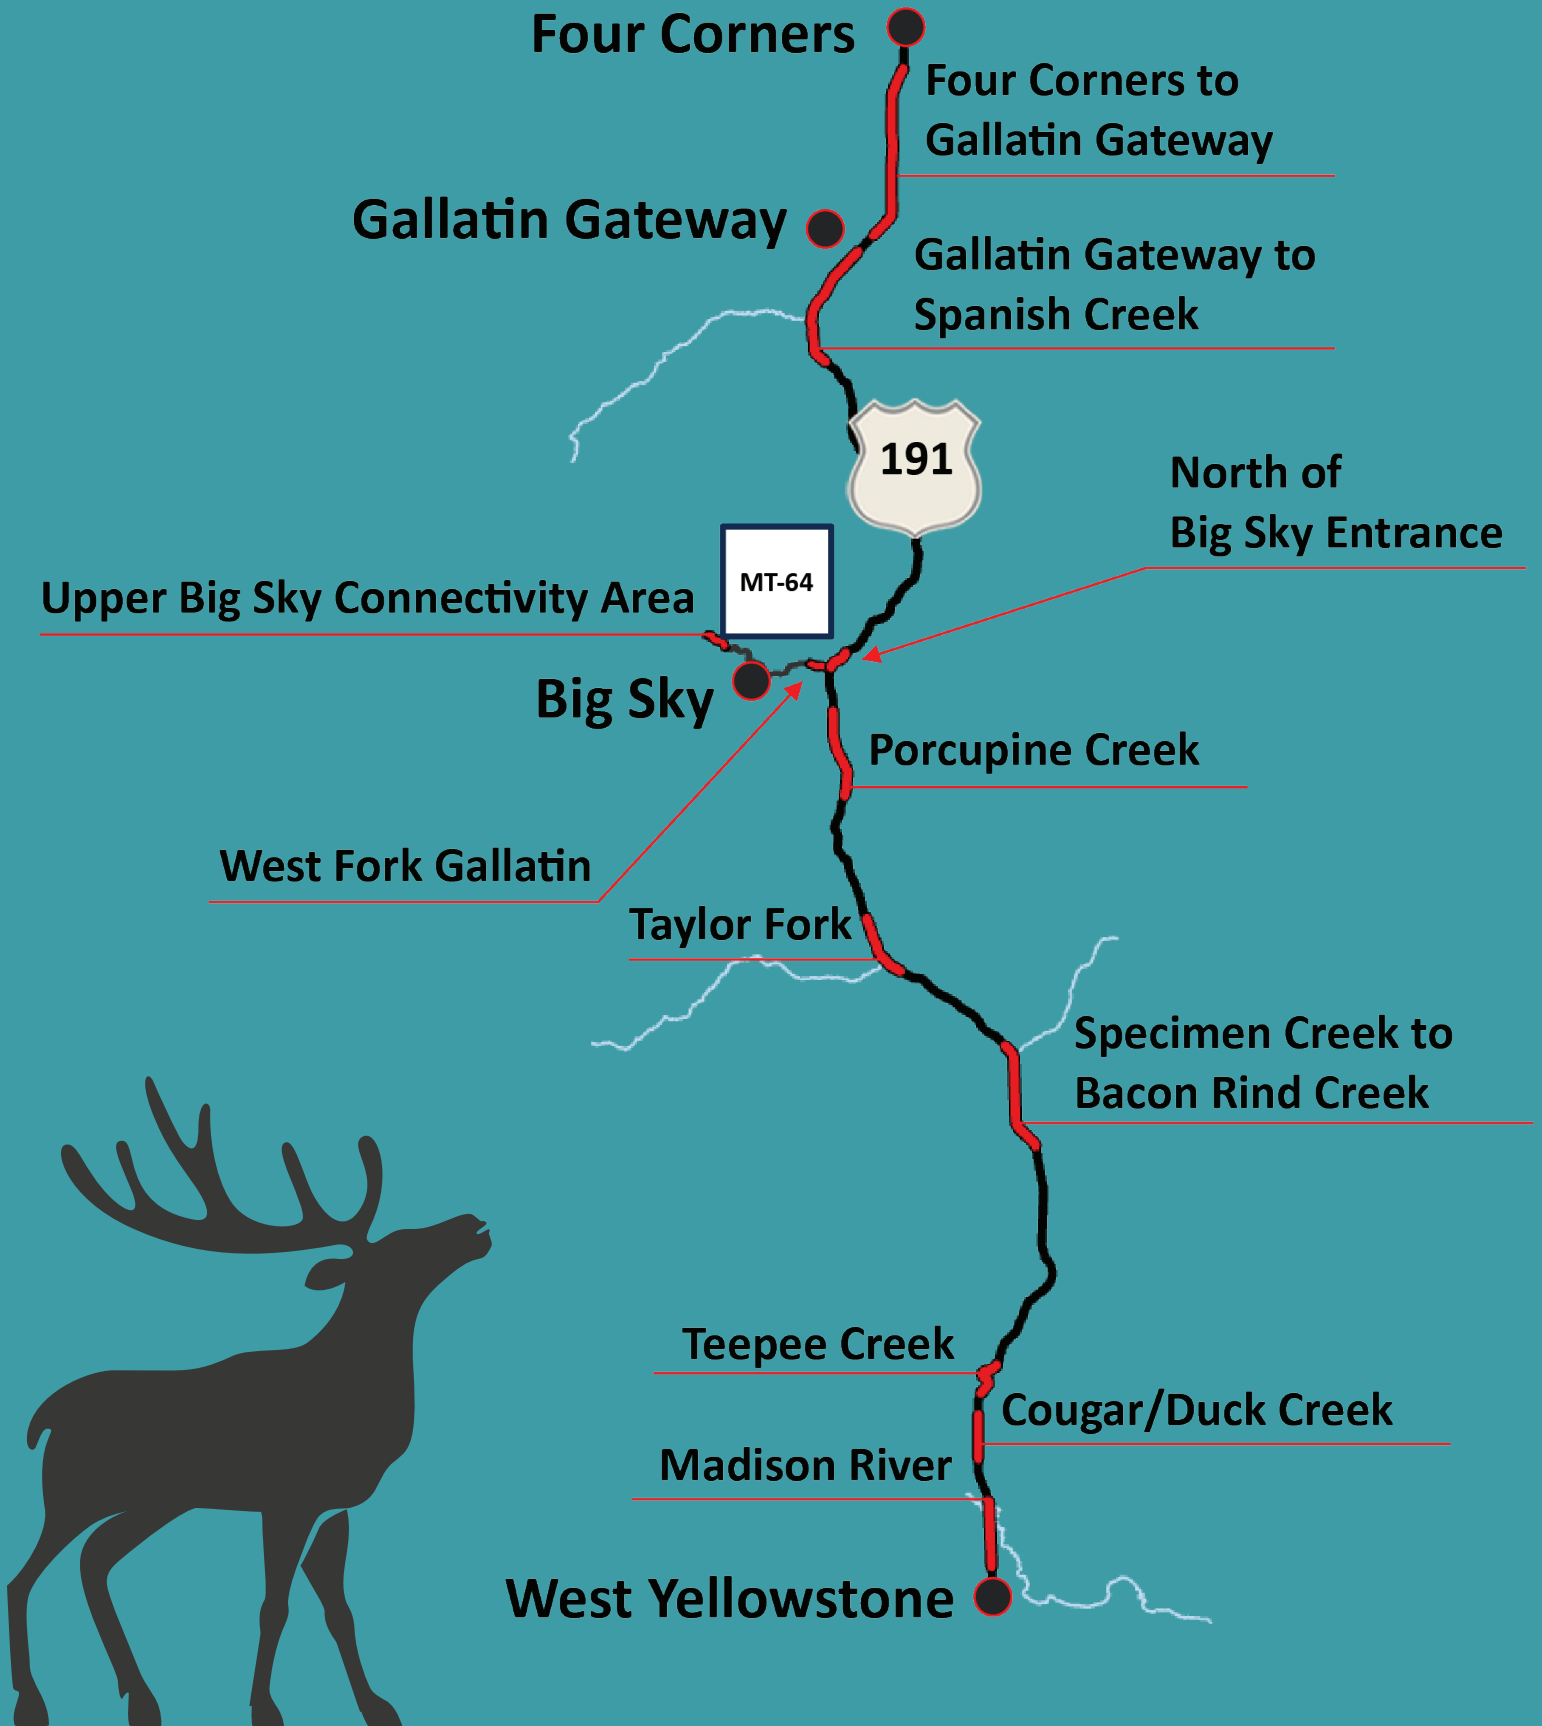 Four Corners
Four Corners to
Gallatin Gateway
Gallatin Gateway
Gallatin Gateway to
Spanish Creek
191
North of
Big Sky Entrance
MT-64
Upper Big Sky Connectivity Area
Big Sky
Porcupine Creek
West Fork Gallatin
Taylor Fork
Specimen Creek to
Bacon Rind Creek
Teepee Creek
Cougar/Duck Creek
Madison River
West Yellowstone